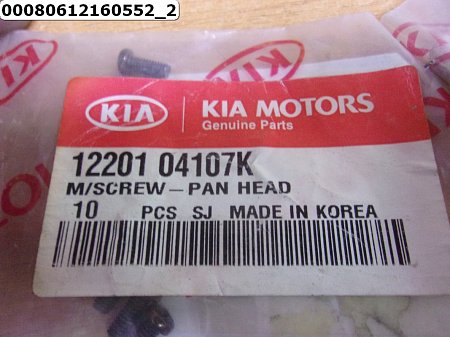 00080612160552_2
KIA
KIA MOTORS
Genuine Parts
12201 04107K
M/SCREW-PAN HEAD
10 PCS SJ MADE IN KOREA